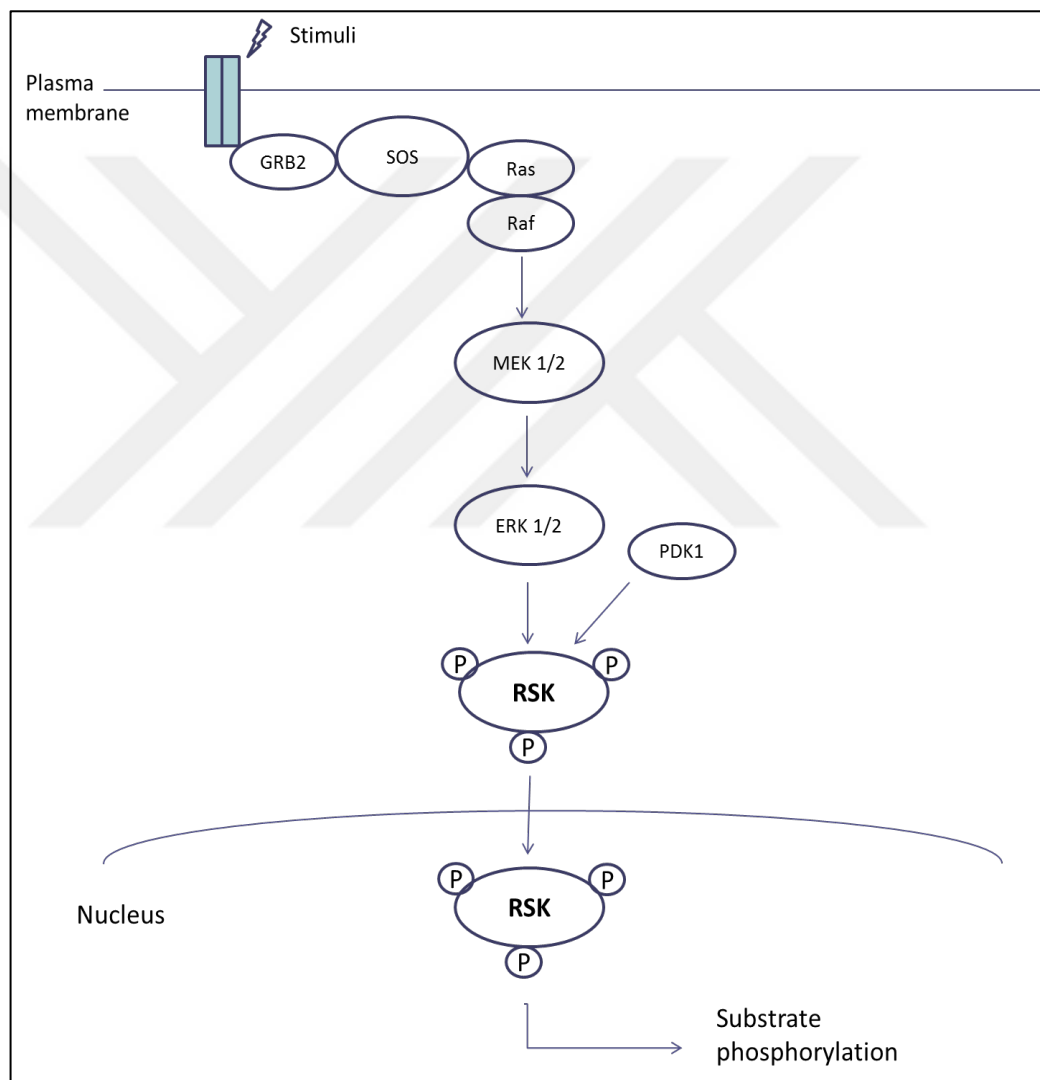 Stimuli
Plasma
membrane
GRB2
SOS
Ras
Raf
MEK 1/2
ERK 1/2
PDK1
P
P
RSK
P
P
P
RSK
P
Nucleus
Substrate
phosphorylation